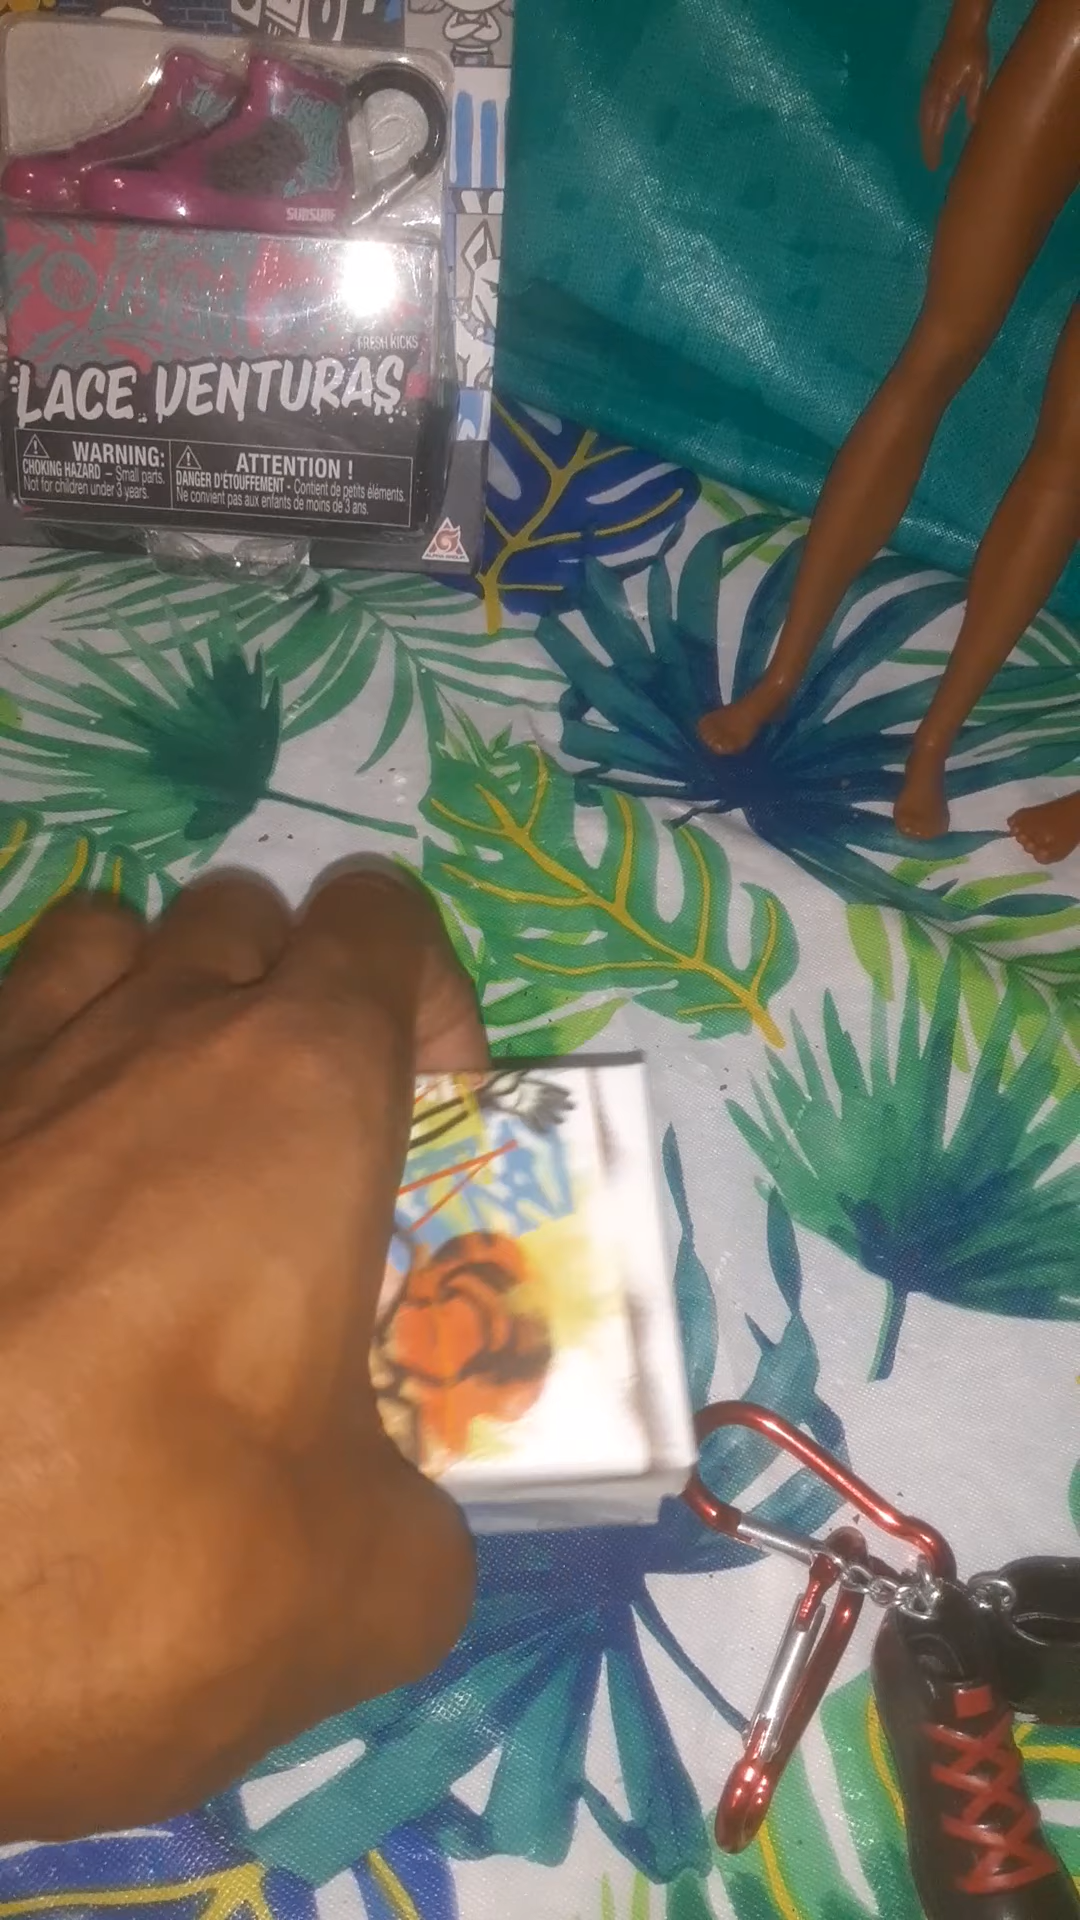 SUBSURF
FRESH KICKS
LACE VENTURAS
WARNING:
CHOKING HAZARD – Small parts.
Not for children under 3 years.
ATTENTION !
DANGER D'ÉTOUFFEMENT - Contient de petits éléments.
Ne convient pas aux enfants de moins de 3 ans.